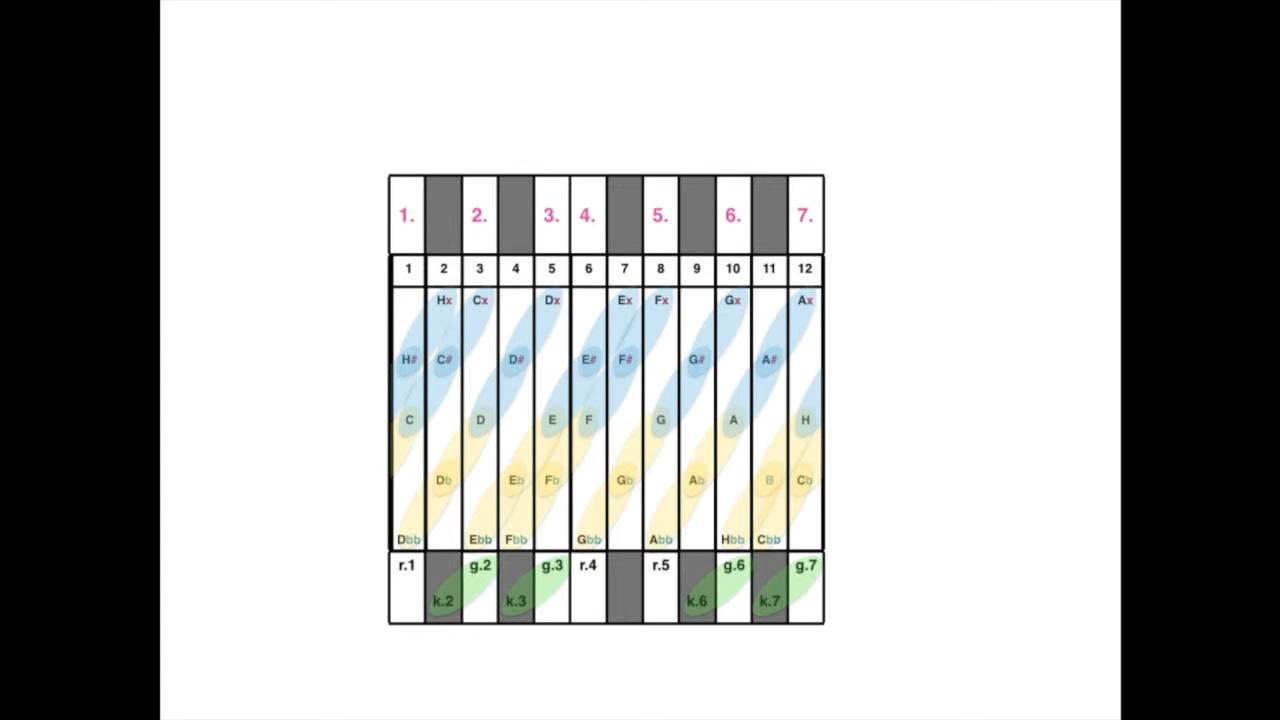 1. 2. 3. 4. 5. 6. 7.
1 2 3 4 5 6 7 8 9 10 11 12
Hx Cx Dx Ex Fx Gx Ax
H# C# D# E# F# G# A#
C D E F G A H
Db Eb Fb Gb Ab B Cb
Dbb Ebb Fbb Gbb Abb Hbb Cbb
r.1 g.2 g.3 r.4 r.5 g.6 g.7
k.2 k.3 k.6 k.7